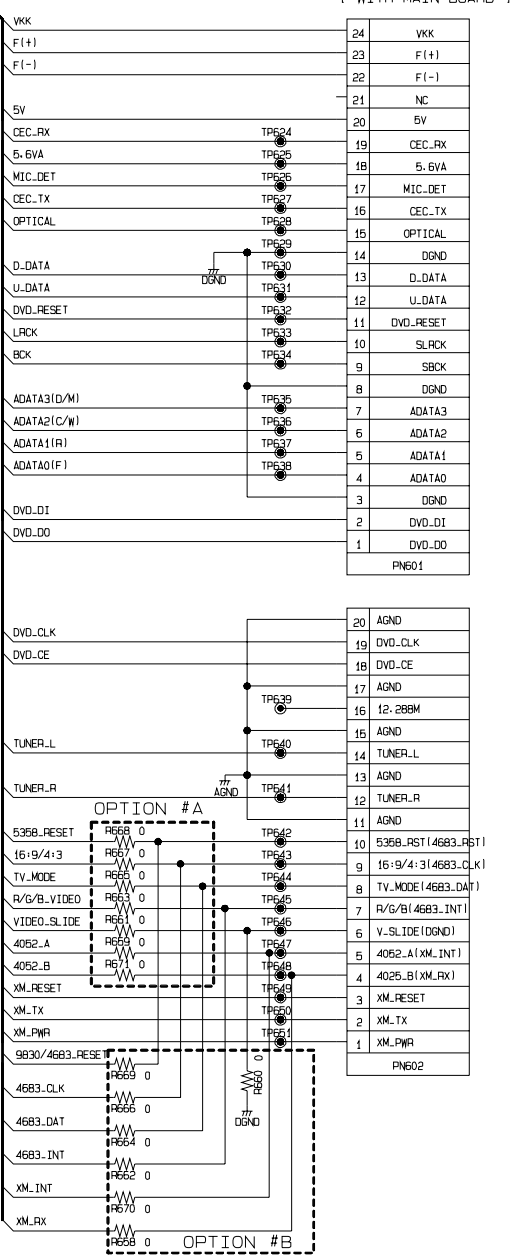 VKK
24 VKK
F(+)
23 F(+)
F(-)
22 F(-)
21 NC
5V
20 5V
CEC_RX TP624
19 CEC_RX
5.6VA TP625
18 5.6VA
MIC_DET TP626
17 MIC_DET
CEC_TX TP627
16 CEC_TX
OPTICAL TP628
15 OPTICAL
TP629
14 DGND
DGND
D_DATA TP630
13 D_DATA
U_DATA TP631
12 U_DATA
DVD_RESET TP632
11 DVD_RESET
LRCK TP633
10 SLRCK
BCK TP634
9 SBCK
8 DGND
ADATA3(D/M) TP635
7 ADATA3
ADATA2(C/W) TP636
6 ADATA2
ADATA1(R) TP637
5 ADATA1
ADATA0(F) TP638
4 ADATA0
3 DGND
DVD_DI
2 DVD_DI
DVD_DO
1 DVD_DO
PN601
20 AGND
DVD_CLK
19 DVD_CLK
DVD_CE
18 DVD_CE
17 AGND
TP639
16 12.288M
15 AGND
TUNER_L TP640
14 TUNER_L
13 AGND
AGND
TUNER_R TP641
12 TUNER_R
OPTION #A
11 AGND
5358_RESET R668 0 TP642
10 5358_RST(4683_RST)
16:9/4:3 R667 0 TP643
9 16:9/4:3(4683_CLK)
TV_MODE R665 0 TP644
8 TV_MODE(4683_DAT)
R/G/B_VIDEO R663 0 TP645
7 R/G/B(4683_INT)
VIDEO_SLIDE R661 0 TP646
6 V_SLIDE(DGND)
4052_A R659 0 TP647
5 4052_A(XM_INT)
4052_B R671 0 TP648
4 4025_B(XM_RX)
XM_RESET TP649
3 XM_RESET
XM_TX TP650
2 XM_TX
XM_PWR TP651
1 XM_PWR
PN602
9830/4683_RESET
R669 0
R660 0
4683_CLK
R666 0
DGND
4683_DAT
R664 0
4683_INT
R662 0
XM_INT
R670 0
XM_RX
R658 0
OPTION #B